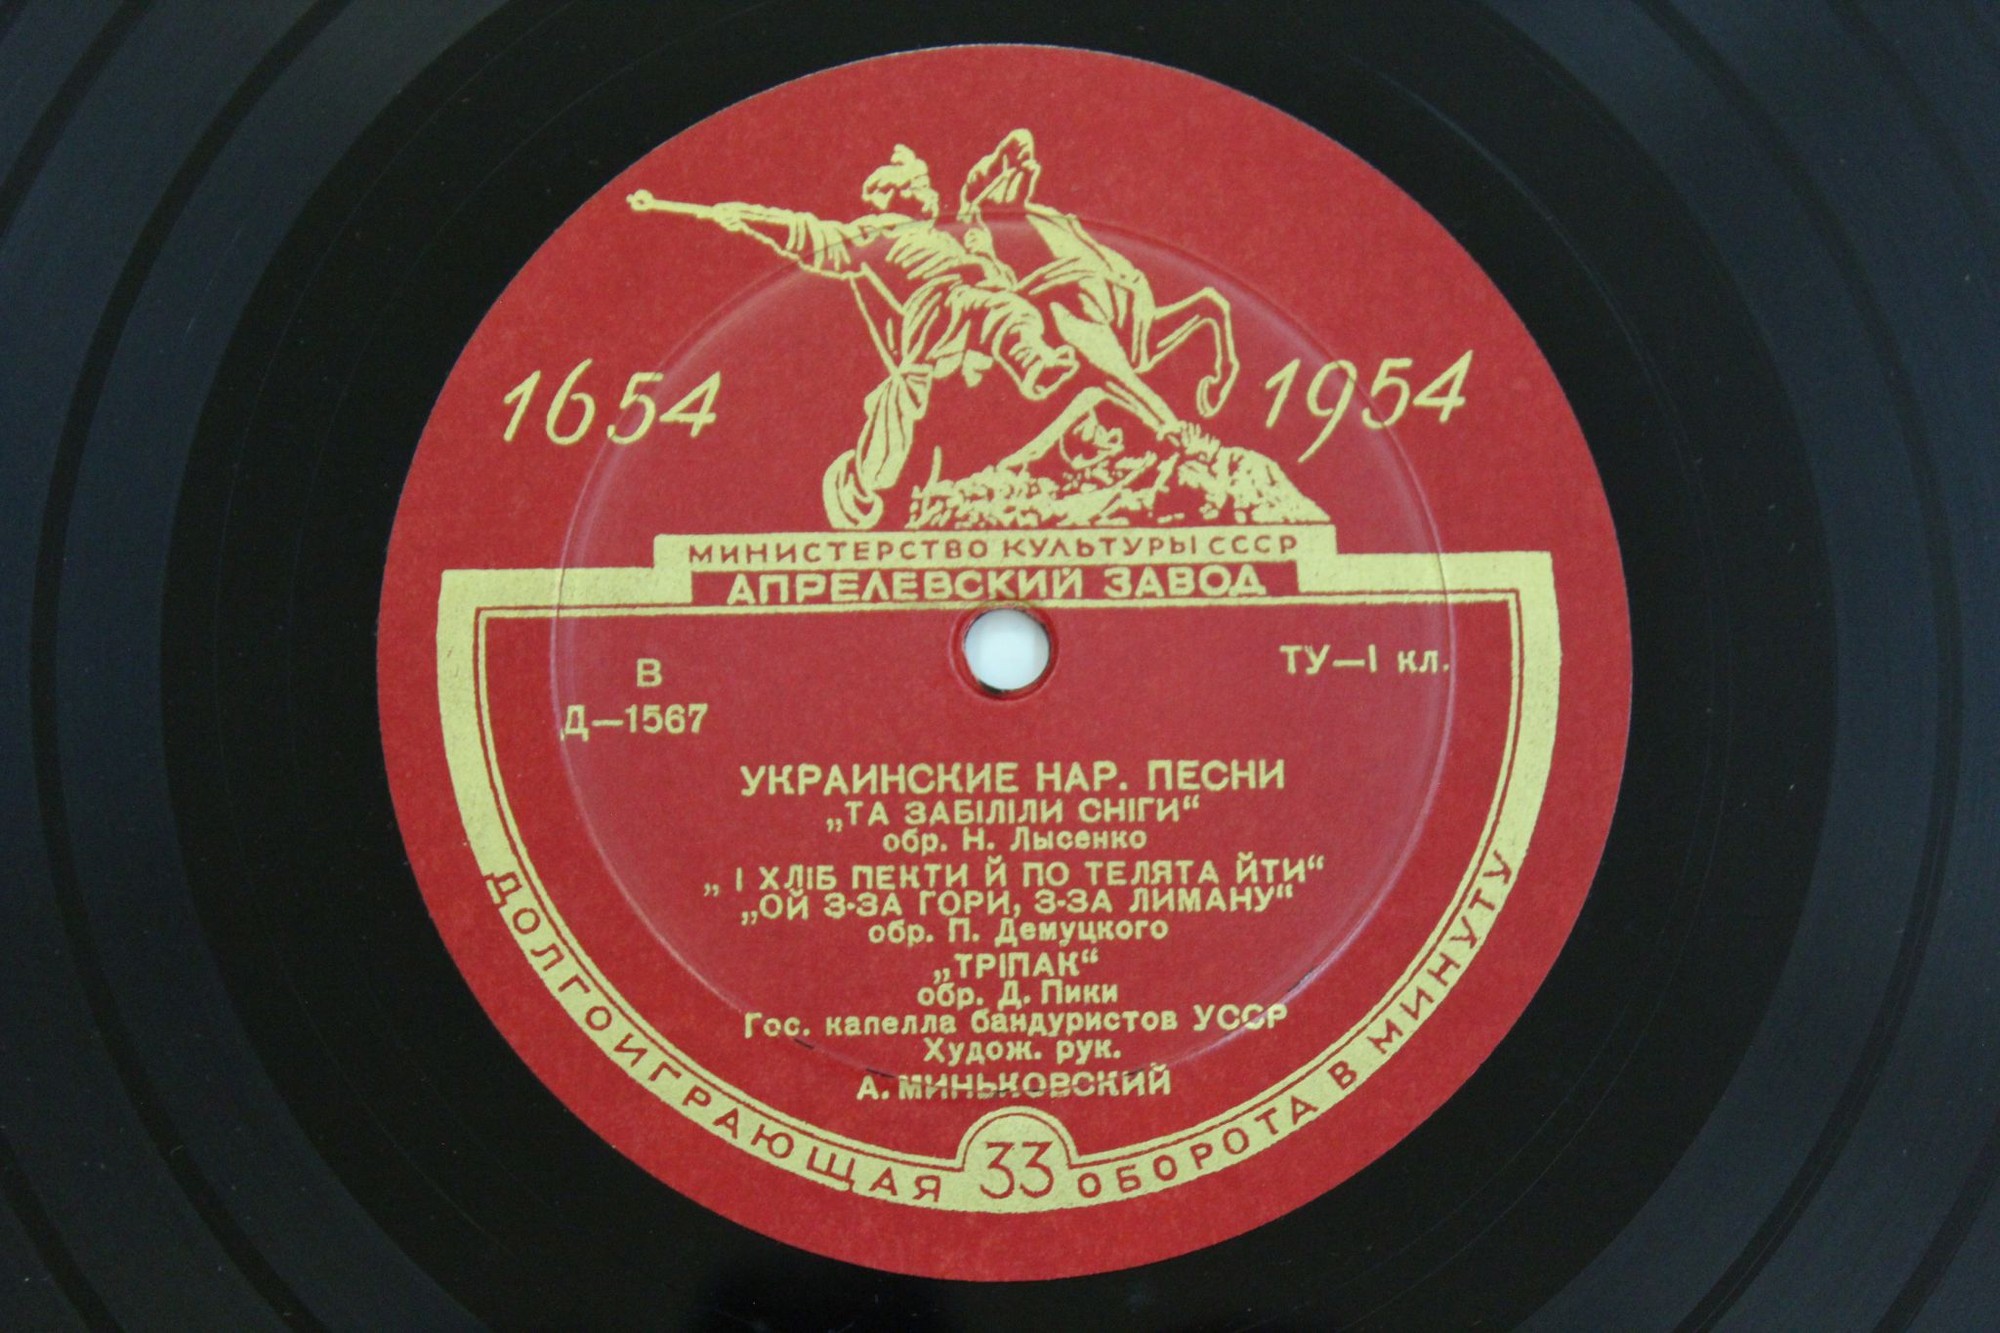 1654
1954
МИНИСТЕРСТВО КУЛЬТУРЫ СССР
АПРЕЛЕВСКИЙ ЗАВОД
В
Д—1567
ТУ—I кл.
УКРАИНСКИЕ НАР. ПЕСНИ
„ТА ЗАБІЛІЛИ СНІГИ“
обр. Н. Лысенко
„ І ХЛІБ ПЕКТИ Й ПО ТЕЛЯТА ЙТИ“
„ОЙ З-ЗА ГОРИ, З-ЗА ЛИМАНУ“
обр. П. Демуцкого
„ТРІПАК“
обр. Д. Пики
Гос. капелла бандуристов УССР
Худож. рук.
А. МИНЬКОВСКИЙ
ДОЛГОИГРАЮЩАЯ 33 ОБОРОТА В МИНУТУ